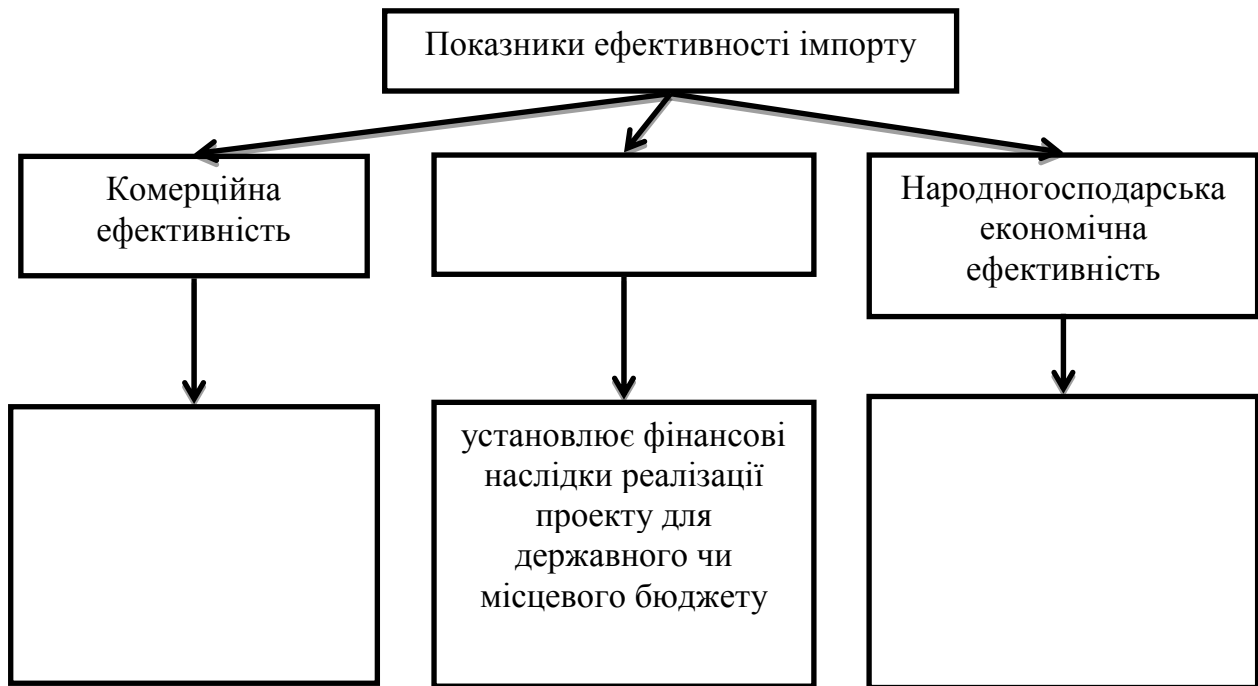 Показники ефективності імпорту
Комерційна
ефективність
Народногосподарська
економічна
ефективність
установлює фінансові
наслідки реалізації
проекту для
державного чи
місцевого бюджету